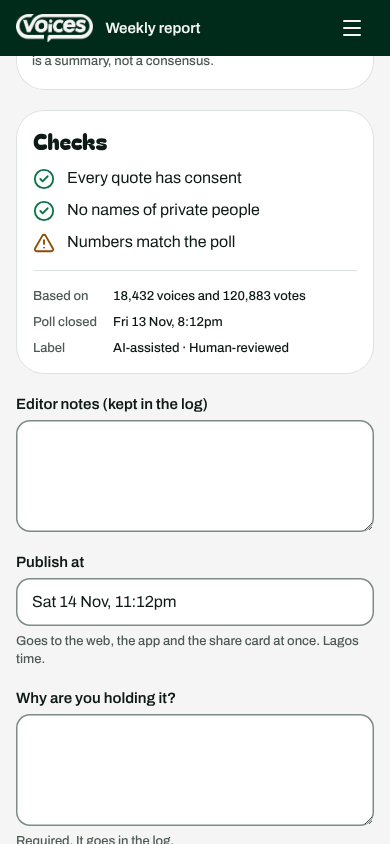 Voices
Weekly report
is a summary, not a consensus.
Checks
Every quote has consent
No names of private people
Numbers match the poll
Based on 18,432 voices and 120,883 votes
Poll closed Fri 13 Nov, 8:12pm
Label AI-assisted · Human-reviewed
Editor notes (kept in the log)
Publish at
Sat 14 Nov, 11:12pm
Goes to the web, the app and the share card at once. Lagos
time.
Why are you holding it?
Required. It goes in the log.